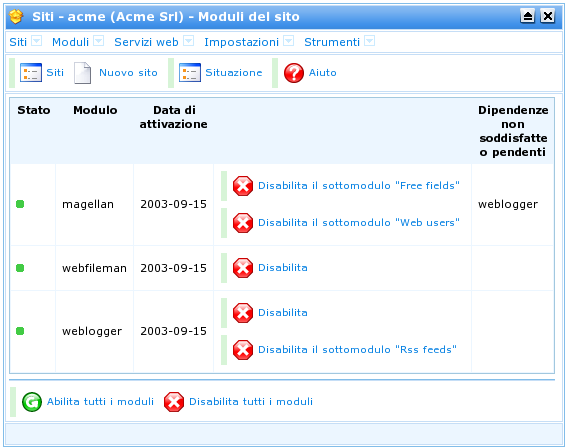 Siti - acme (Acme Srl) - Moduli del sito
Siti Moduli Servizi web Impostazioni Strumenti
Siti Nuovo sito Situazione Aiuto
Stato Modulo Data di attivazione Dipendenze non soddisfatte o pendenti
magellan 2003-09-15 Disabilita il sottomodulo "Free fields" weblogger
Disabilita il sottomodulo "Web users"
webfileman 2003-09-15 Disabilita
weblogger 2003-09-15 Disabilita
Disabilita il sottomodulo "Rss feeds"
Abilita tutti i moduli Disabilita tutti i moduli